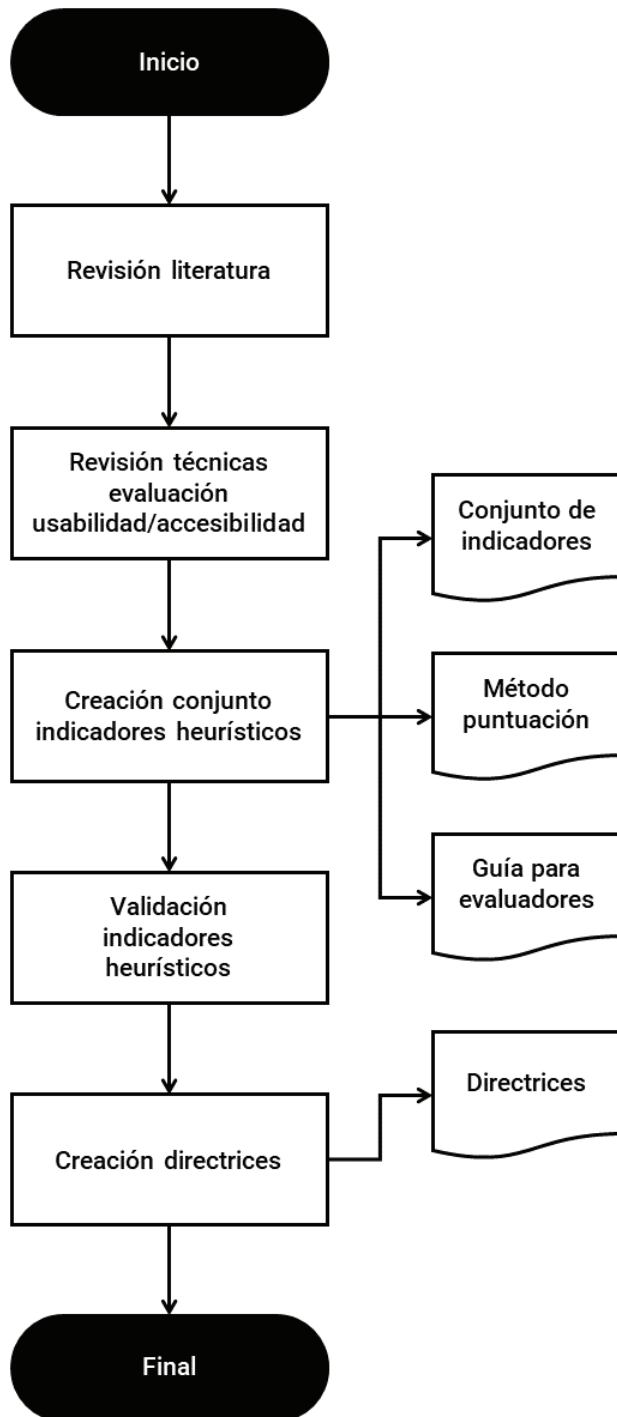 Inicio
Revisión literatura
Revisión técnicas
evaluación
usabilidad/accesibilidad
Creación conjunto
indicadores heurísticos
Conjunto de
indicadores
Método
puntuación
Guía para
evaluadores
Validación
indicadores
heurísticos
Creación directrices
Directrices
Final